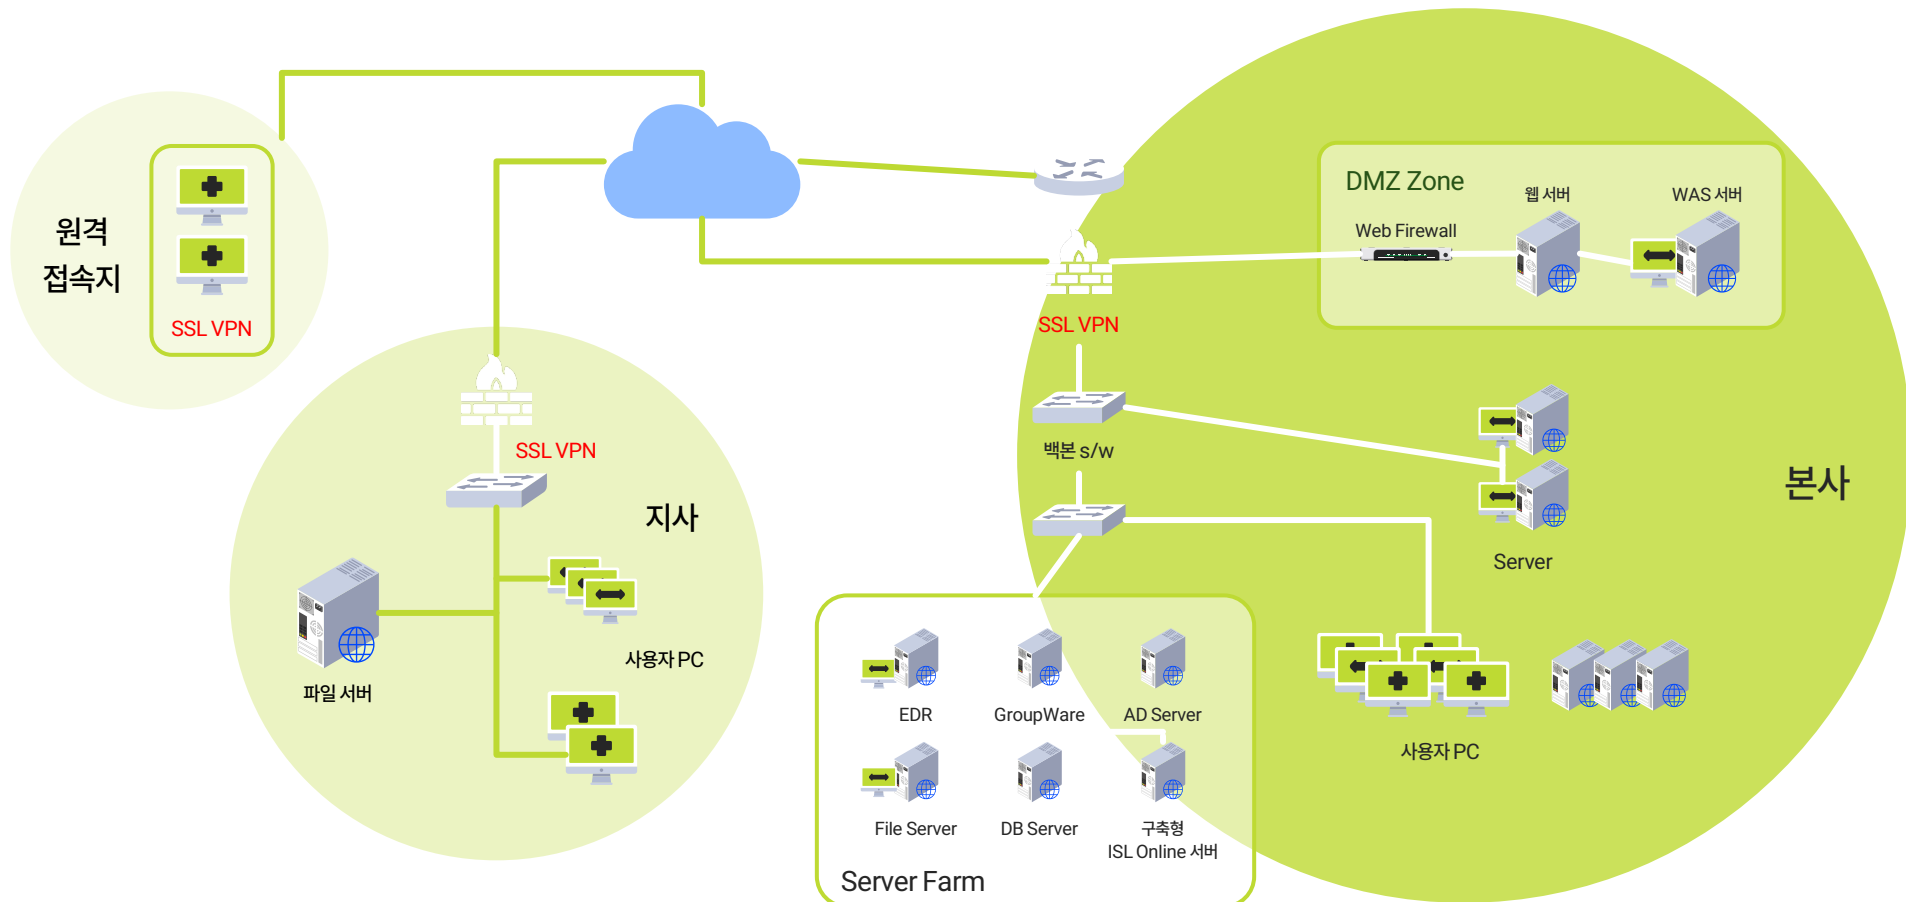 원격
접속지
SSL VPN
SSL VPN
지사
파일 서버
사용자 PC
SSL VPN
백본 s/w
DMZ Zone
Web Firewall
웹 서버
WAS 서버
Server
본사
사용자 PC
EDR
GroupWare
AD Server
File Server
DB Server
구축형
ISL Online 서버
Server Farm